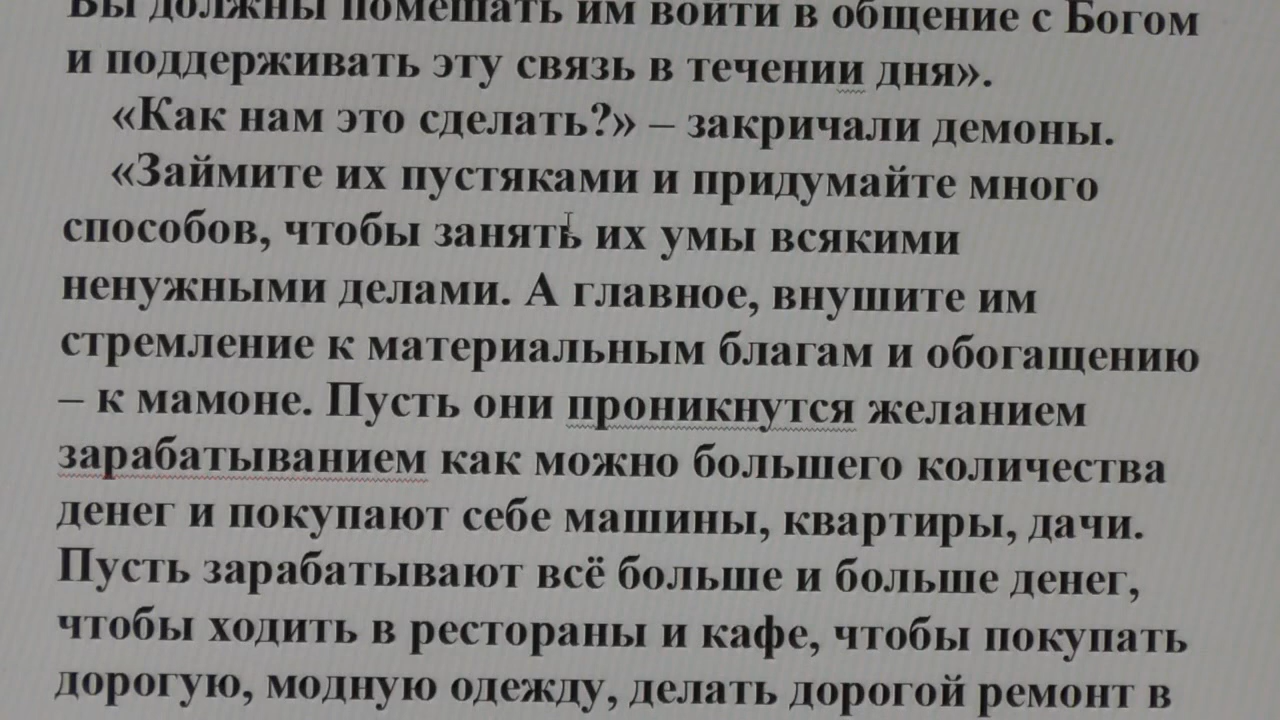 Вы должны помешать им войти в общение с Богом
и поддерживать эту связь в течении дня».
«Как нам это сделать?» – закричали демоны.
«Займите их пустяками и придумайте много
способов, чтобы занять их умы всякими
ненужными делами. А главное, внушите им
стремление к материальным благам и обогащению
– к мамоне. Пусть они проникнутся желанием
зарабатыванием как можно большего количества
денег и покупают себе машины, квартиры, дачи.
Пусть зарабатывают всё больше и больше денег,
чтобы ходить в рестораны и кафе, чтобы покупать
дорогую, модную одежду, делать дорогой ремонт в